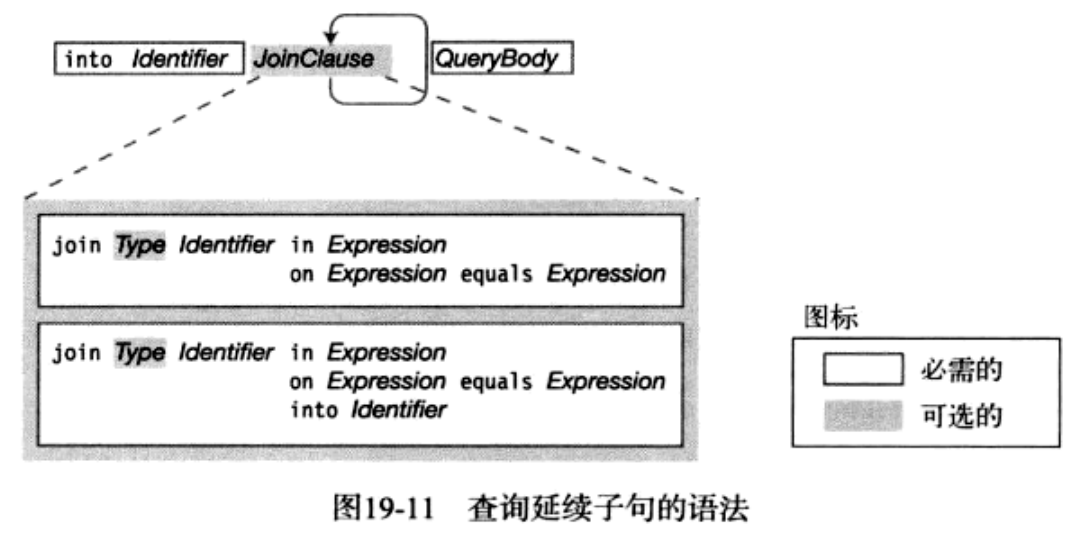 into Identifier JoinClause QueryBody
join Type Identifier in Expression
on Expression equals Expression
join Type Identifier in Expression
on Expression equals Expression
into Identifier
图标
必需的
可选的
图19-11 查询延续子句的语法